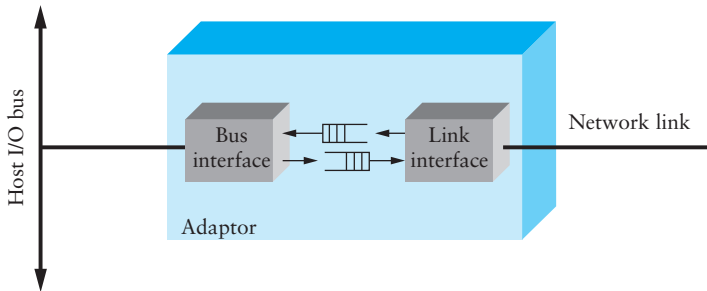 Host I/O bus
Bus
interface
Link
interface
Network link
Adaptor